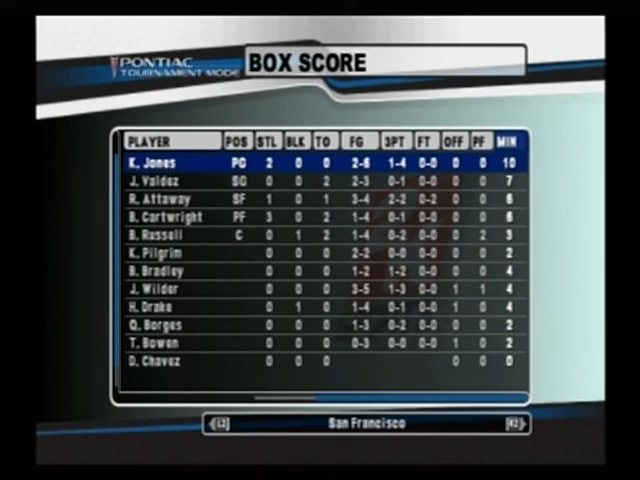 PONTIAC
TOURNAMENT MODE
BOX SCORE
PLAYER POS STL BLK TO FG 3PT FT OFF PF MIN
K. Jones PG 2 0 0 2-6 1-4 0-0 0 0 10
J. Valdez SG 0 0 2 2-3 0-1 0-0 0 0 7
R. Attaway SF 1 0 1 3-4 2-2 0-2 0 0 6
B. Cartwright PF 3 0 2 1-4 0-1 0-0 0 0 6
B. Russell C 0 1 2 1-4 0-2 0-0 0 2 8
K. Pilgrim 0 0 0 2-2 0-0 0-0 0 0 2
B. Bradley 0 0 0 1-2 1-2 0-0 0 0 4
J. Wilder 0 0 0 3-5 1-3 0-0 1 1 4
H. Drake 0 1 0 1-4 0-1 0-0 1 0 4
Q. Borges 0 0 0 1-3 0-2 0-0 0 0 2
T. Bowen 0 0 0 0-3 0-0 0-0 1 0 2
D. Chavez 0 0 0 0 0 0
L2 San Francisco R2